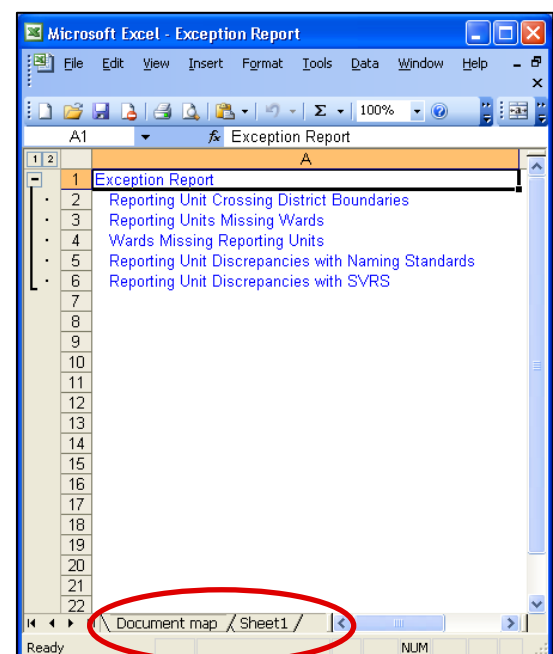 Microsoft Excel - Exception Report
File Edit View Insert Format Tools Data Window Help
100%
A1 fx Exception Report
1 2 A
1 Exception Report
2 Reporting Unit Crossing District Boundaries
3 Reporting Units Missing Wards
4 Wards Missing Reporting Units
5 Reporting Unit Discrepancies with Naming Standards
6 Reporting Unit Discrepancies with SVRS
7
8
9
10
11
12
13
14
15
16
17
18
19
20
21
22
Document map Sheet1
Ready NUM